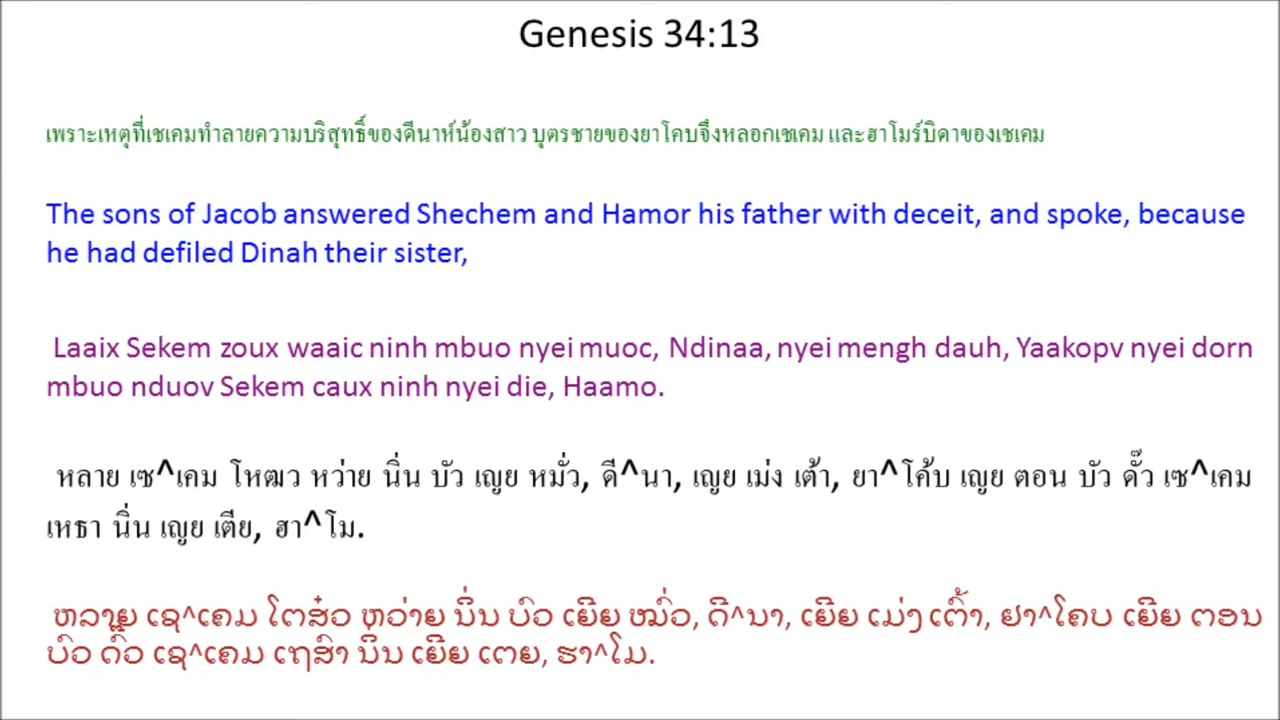 Genesis 34:13
เพราะเหตุที่เชเคมทำลายความบริสุทธิ์ของดีนาห์น้องสาว บุตรชายของยาโคบจึงหลอกเชเคม และฮาโมร์บิดาของเชเคม
The sons of Jacob answered Shechem and Hamor his father with deceit, and spoke, because
he had defiled Dinah their sister,
Laaix Sekem zoux waaic ninh mbuo nyei muoc, Ndinaa, nyei mengh dauh, Yaakopv nyei dorn
mbuo nduov Sekem caux ninh nyei die, Haamo.
หลาย เซ^เคม โหฒว หว่าย นิ่น บัว เญย หมั่ว, ดี^นา, เญย เม่ง เต้า, ยา^โค้บ เญย ตอน บัว ดั๊ว เซ^เคม
เหธา นิ่น เญย เตีย, ฮา^โม.
ຫລາຍ ເຊ^ເຄມ ໂຕສ໋ວ ຫວ່າຍ ນິ່ນ ບົວ ເຍີຍ ໝົ່ວ, ດີ^ນາ, ເຍີຍ ເມ່ງ ເຕົ້າ, ຢາ^ໂຄບ ເຍີຍ ຕອນ
ບົວ ດົ໊ວ ເຊ^ເຄມ ເຖສົາ ນິ່ນ ເຍີຍ ເຕຍ, ຮາ^ໂມ.